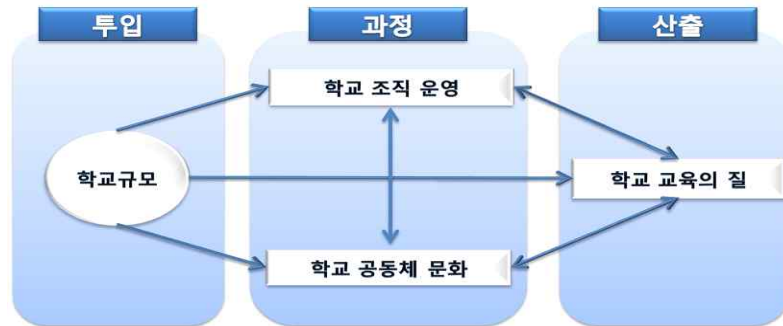 투입
과정
산출
학교 조직 운영
학교규모
학교 교육의 질
학교 공동체 문화